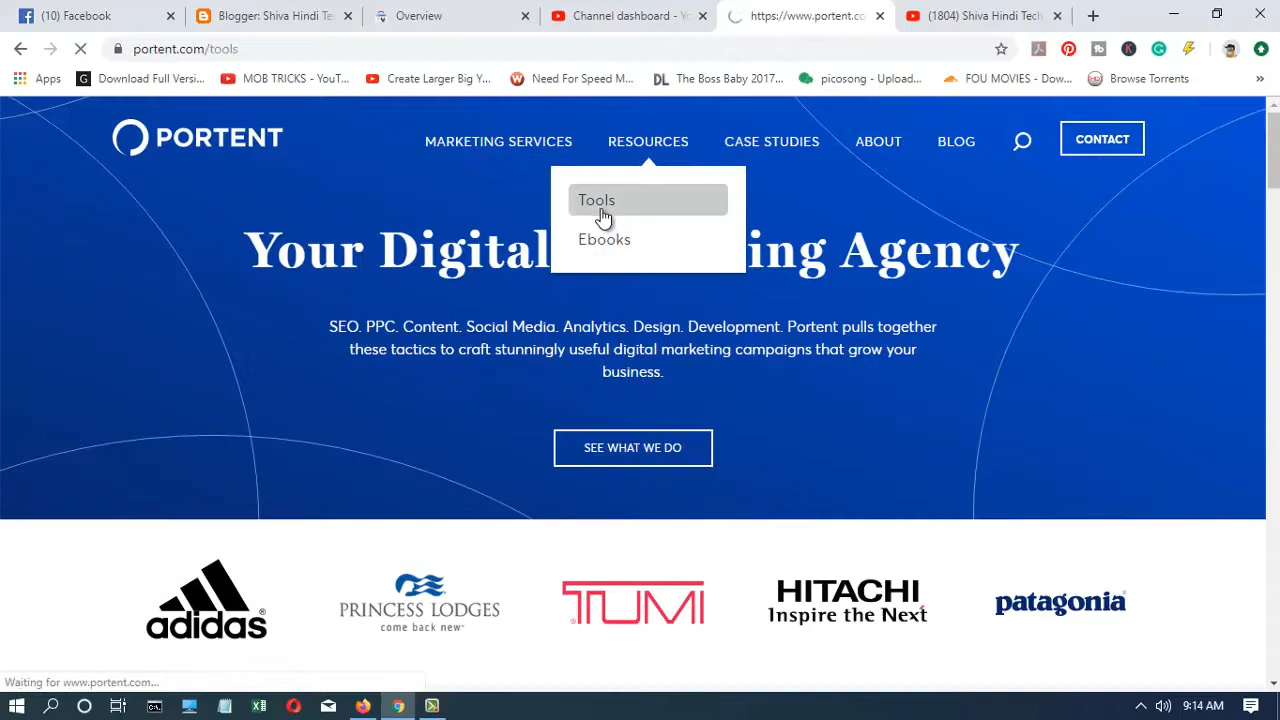 (10) Facebook
Blogger: Shiva Hindi Te
Overview
Channel dashboard - Yo
https://www.portent.co
(1804) Shiva Hindi Tech
portent.com/tools
Apps
Download Full Versi...
MOB TRICKS - YouT...
Create Larger Big Y...
Need For Speed M...
The Boss Baby 2017...
picosong - Upload...
FOU MOVIES - Dow...
Browse Torrents
PORTENT
MARKETING SERVICES
RESOURCES
CASE STUDIES
ABOUT
BLOG
CONTACT
Tools
Ebooks
Your Digital ing Agency
SEO. PPC. Content. Social Media. Analytics. Design. Development. Portent pulls together
these tactics to craft stunningly useful digital marketing campaigns that grow your
business.
SEE WHAT WE DO
adidas
PRINCESS LODGES
come back new
TUMI
HITACHI
Inspire the Next
patagonia
Waiting for www.portent.com...
9:14 AM